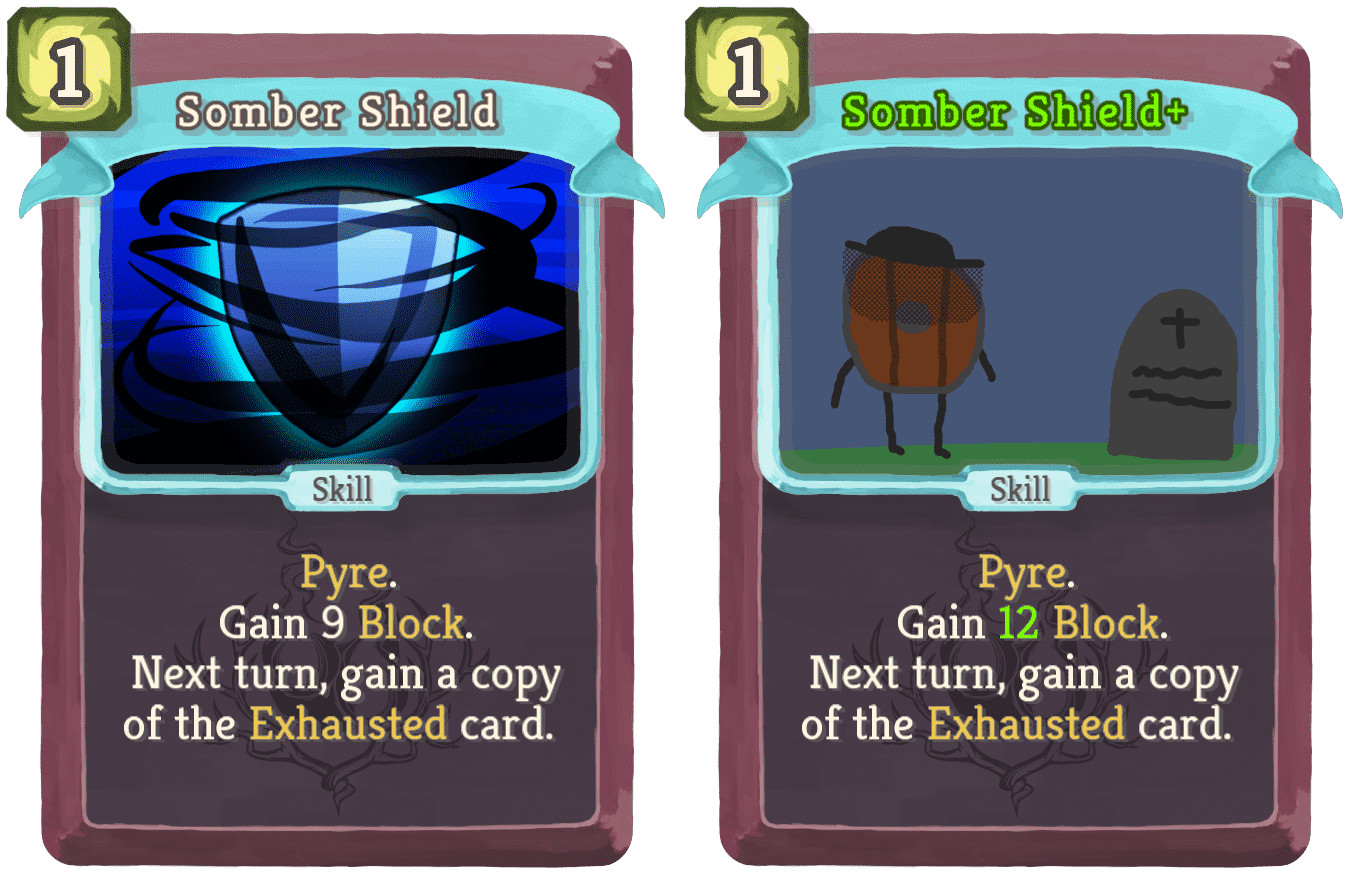 1
Somber Shield
Skill
Pyre.
Gain 9 Block.
Next turn, gain a copy
of the Exhausted card.
1
Somber Shield+
Skill
Pyre.
Gain 12 Block.
Next turn, gain a copy
of the Exhausted card.